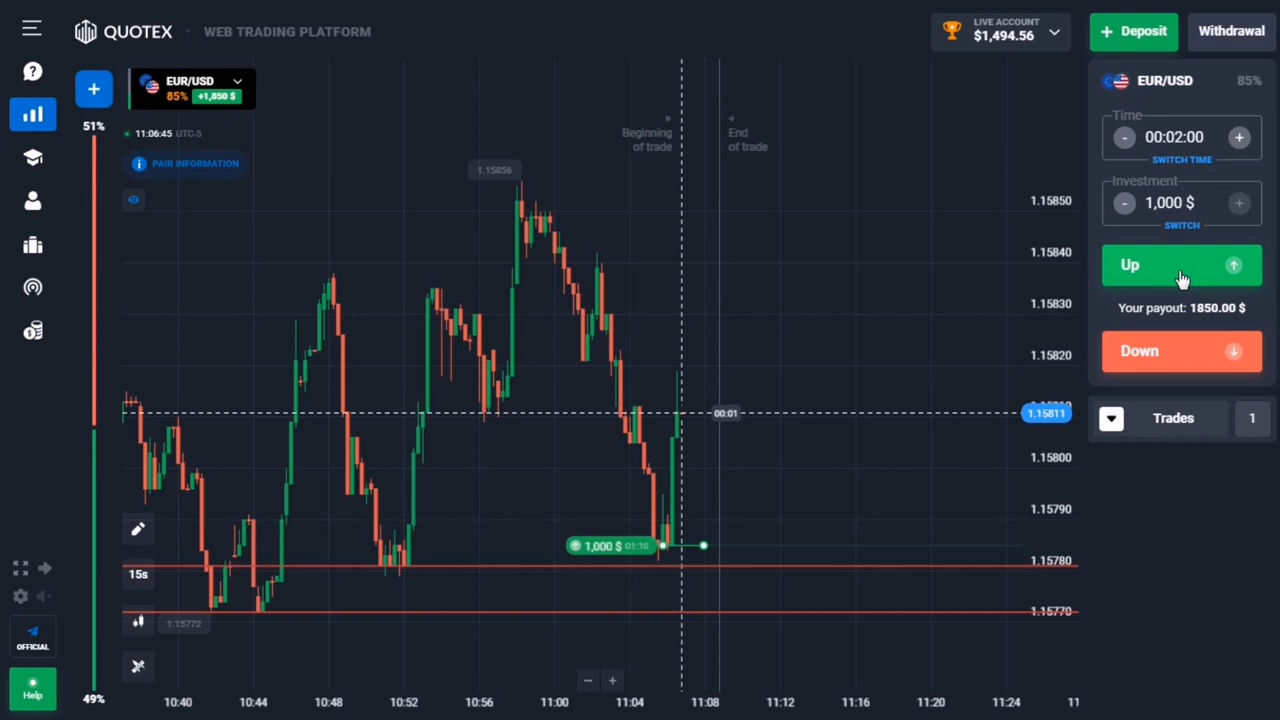 QUOTEX
WEB TRADING PLATFORM
LIVE ACCOUNT
$1,494.56
+ Deposit
Withdrawal
+
EUR/USD
85% +1,850 $
51%
11:06:45 UTC-5
PAIR INFORMATION
Beginning
of trade
End
of trade
1.15856
EUR/USD 85%
Time
- 00:02:00 +
SWITCH TIME
Investment
- 1,000 $ +
SWITCH
Up
Your payout: 1850.00 $
Down
Trades 1
1.15850
1.15840
1.15830
1.15820
00:01
1.15811
1.15800
1.15790
1.15780
1.15770
1,000 $ 01:10
15s
1.15772
OFFICIAL
Help
49%
- +
10:40 10:44 10:48 10:52 10:56 11:00 11:04 11:08 11:12 11:16 11:20 11:24 11